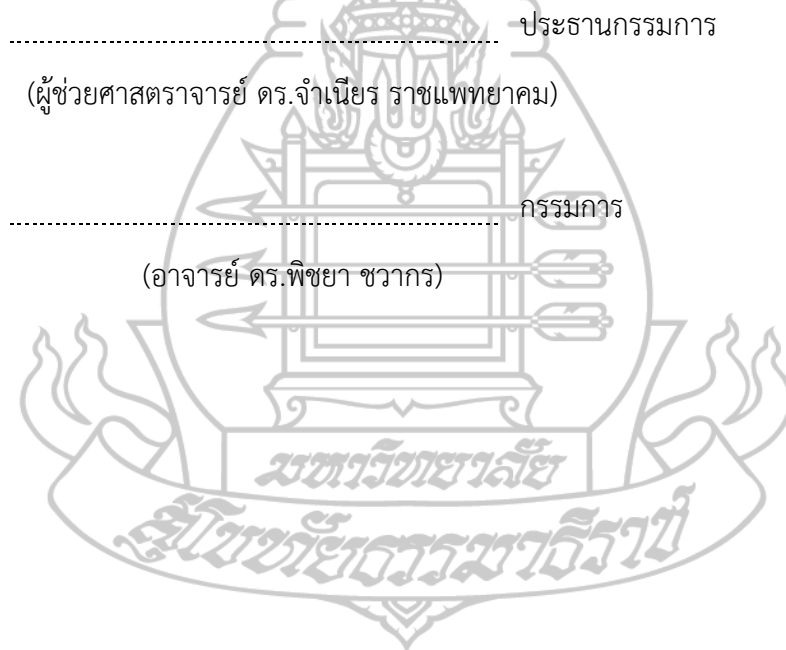 ประธานกรรมการ
(ผู้ช่วยศาสตราจารย์ ดร.จำเนียร ราชแพทยาคม)
กรรมการ
(อาจารย์ ดร.พิชยา ชวากร)
มหาวิทยาลัย
สุโขทัยธรรมาธิราช